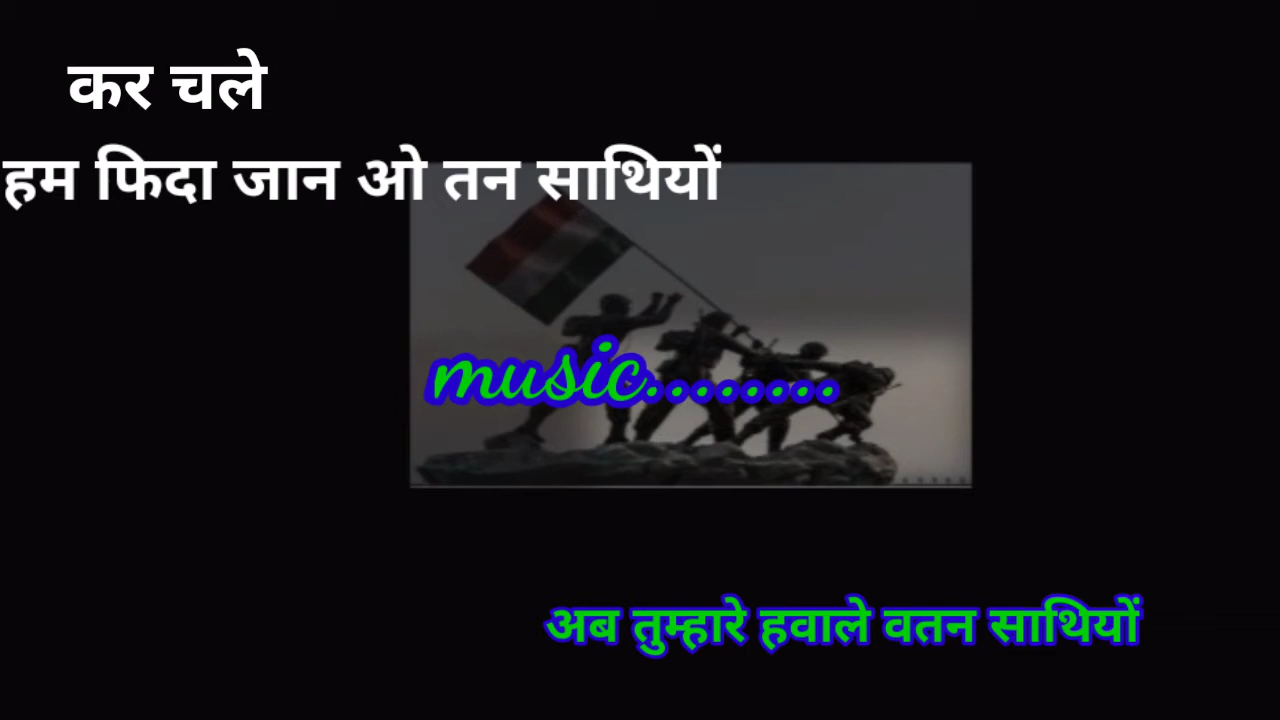 कर चले
हम फिदा जान ओ तन साथियों
music........
अब तुम्हारे हवाले वतन साथियों